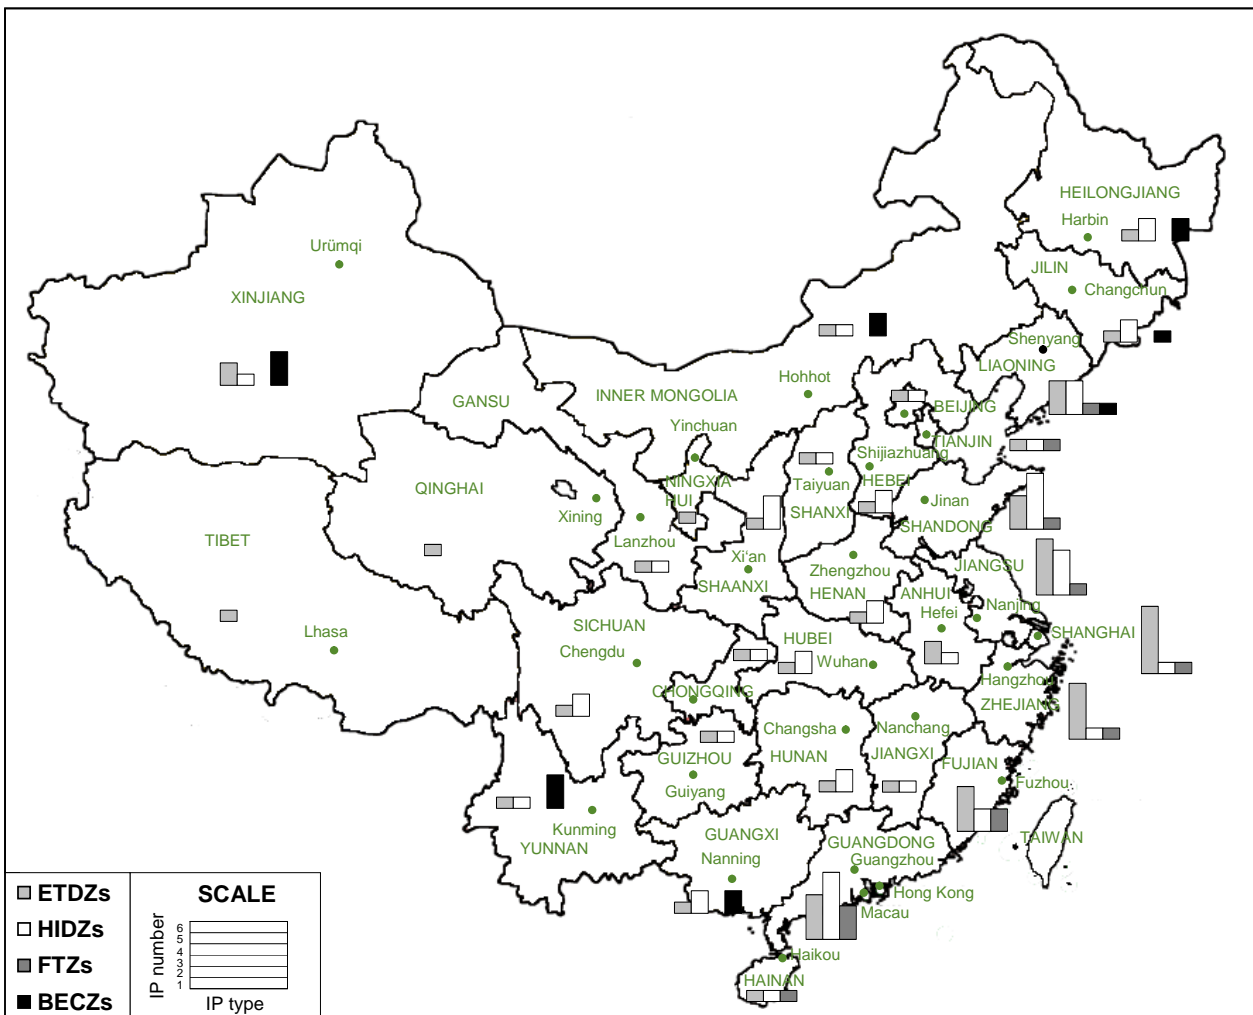 HEILONGJIANG
Harbin
Urümqi
JILIN
XINJIANG
Changchun
Shenyang
LIAONING
Hohhot
INNER MONGOLIA
GANSU
BEIJING
Yinchuan
TIANJIN
Shijiazhuang
HEBEI
Taiyuan
NINGXIA
HUI
QINGHAI
Jinan
SHANXI
Xining
SHANDONG
TIBET
Lanzhou
Xi'an
JIANGSU
Zhengzhou
SHAANXI
HENAN
ANHUI
Nanjing
Hefei
SICHUAN
Lhasa
SHANGHAI
HUBEI
Chengdu
Wuhan
Hangzhou
CHONGQING
ZHEJIANG
Changsha
Nanchang
GUIZHOU
HUNAN
JIANGXI
FUJIAN
Guiyang
Fuzhou
Kunming
GUANGXI
GUANGDONG
TAIWAN
YUNNAN
Nanning
Guangzhou
Hong Kong
Macau
Haikou
HAINAN
ETDZs
HIDZs
FTZs
BECZs
SCALE
IP number
6
5
4
3
2
1
IP type